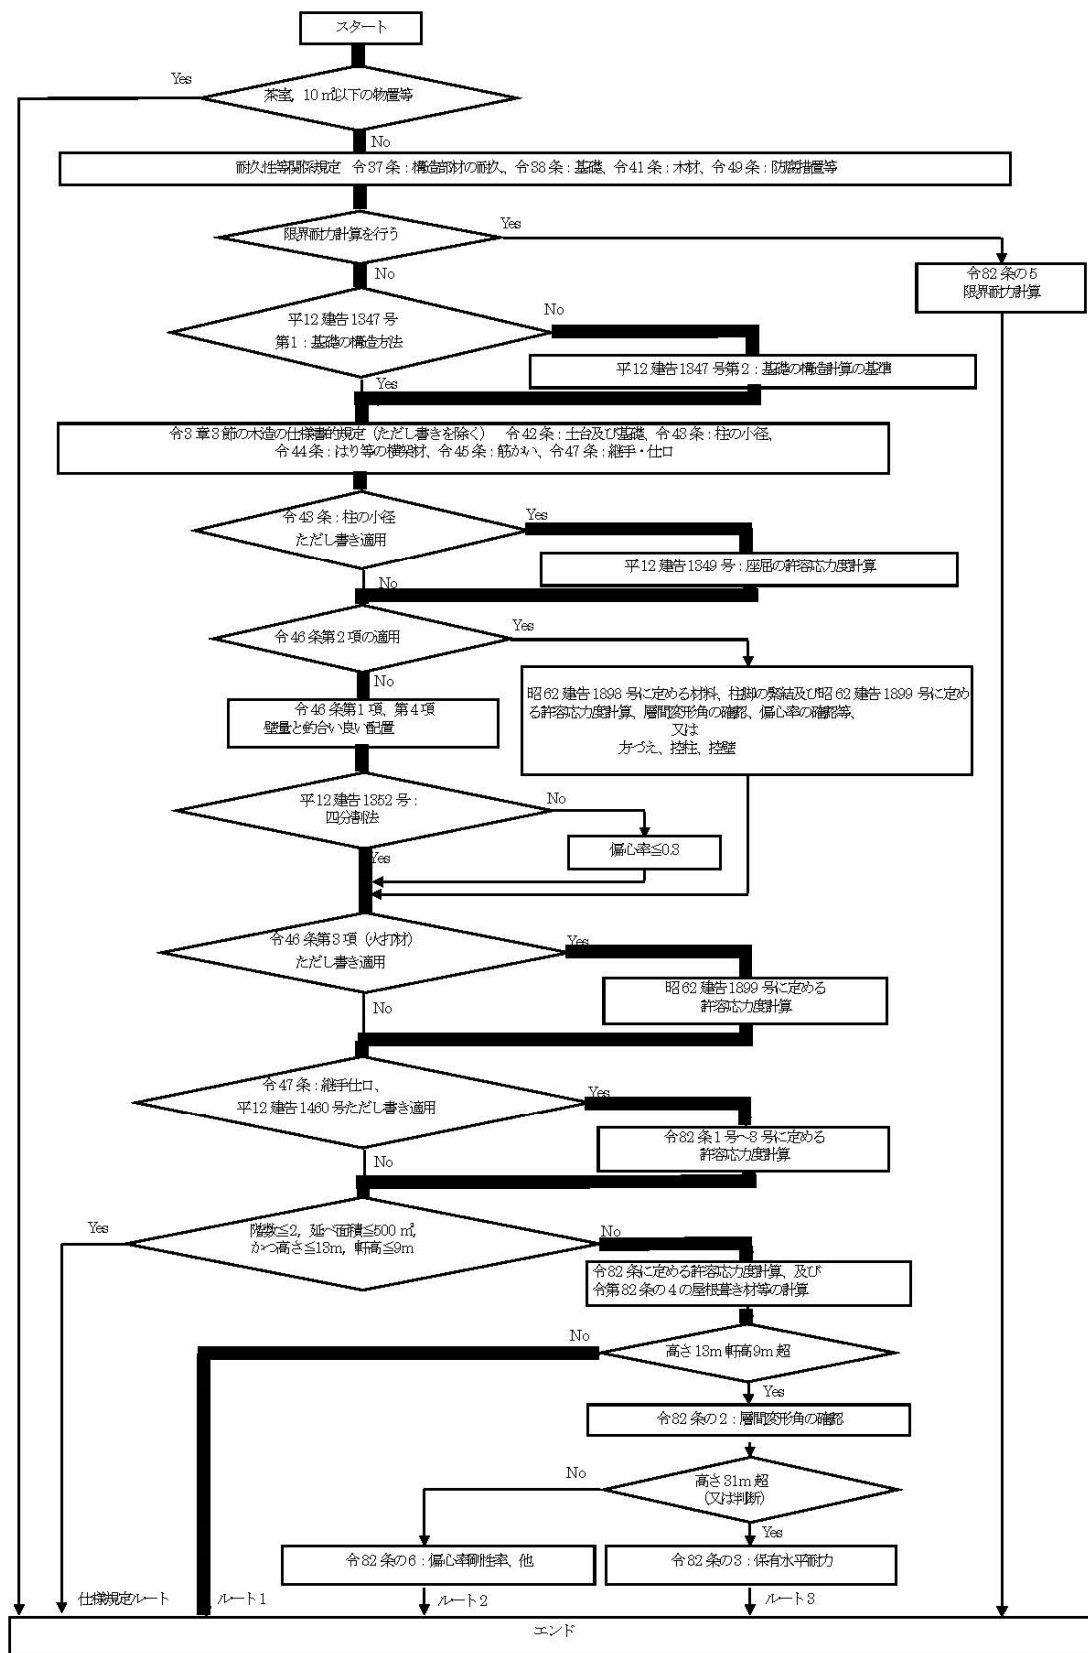 スタート
Yes
茶室，10㎡以下の物置等
No
耐久性等関係規定　令37条：構造部材の耐久、令38条：基礎、令41条：木材、令49条：防腐措置等
限界耐力計算を行う
Yes
No
令82条の5
限界耐力計算
平12建告1347号
第1：基礎の構造方法
No
Yes
平12建告1347号第2：基礎の構造計算の基準
令3章3節の木造の仕様書的規定（ただし書きを除く）　令42条：土台及び基礎、令43条：柱の小径、
令44条：はり等の横架材、令45条：筋かい、令47条：継手・仕口
令43条：柱の小径
ただし書き適用
Yes
平12建告1349号：座屈の許容応力度計算
No
令46条第2項の適用
Yes
No
昭62建告1898号に定める材料、柱脚の緊結及び昭62建告1899号に定め
る許容応力度計算、層間変形角の確認、偏心率の確認等、
又は
方づえ、控柱、控壁
令46条第1項、第4項
壁量と釣合い良い配置
平12建告1352号：
四分割法
No
偏心率≦0.3
Yes
令46条第3項（火打材）
ただし書き適用
Yes
昭62建告1899号に定める
許容応力度計算
No
令47条：継手仕口、
平12建告1460号ただし書き適用
Yes
令82条1号～3号に定める
許容応力度計算
No
Yes
階数≦2，延べ面積≦500㎡，
かつ高さ≦13m，軒高≦9m
No
令82条に定める許容応力度計算、及び
令第82条の4の屋根葺き材等の計算
No
高さ13m軒高9m超
Yes
令82条の2：層間変形角の確認
No
高さ31m超
（又は判断）
Yes
令82条の6：偏心率剛性率、他
令82条の3：保有水平耐力
仕様規定ルート
ルート1
ルート2
ルート3
エンド